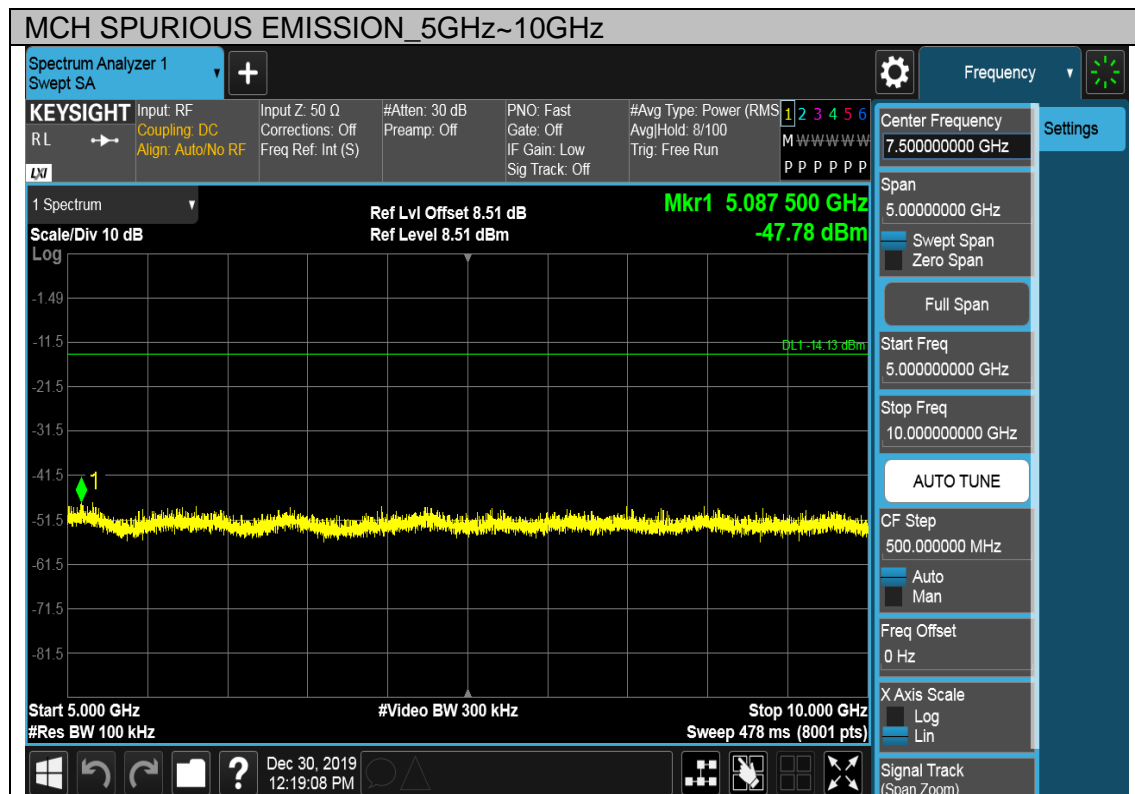 MCH SPURIOUS EMISSION_5GHz~10GHz
Spectrum Analyzer 1
Swept SA
+
Frequency
KEYSIGHT
RL
LXI
Input: RF
Coupling: DC
Align: Auto/No RF
Input Z: 50 Ω
Corrections: Off
Freq Ref: Int (S)
#Atten: 30 dB
Preamp: Off
PNO: Fast
Gate: Off
IF Gain: Low
Sig Track: Off
#Avg Type: Power (RMS
Avg|Hold: 8/100
Trig: Free Run
1 2 3 4 5 6
M W W W W W
P P P P P P
1 Spectrum
Scale/Div 10 dB
Log
Ref Lvl Offset 8.51 dB
Ref Level 8.51 dBm
Mkr1 5.087 500 GHz
-47.78 dBm
-1.49
-11.5
DL1 -14.13 dBm
-21.5
-31.5
-41.5
1
-51.5
-61.5
-71.5
-81.5
Start 5.000 GHz
#Res BW 100 kHz
#Video BW 300 kHz
Stop 10.000 GHz
Sweep 478 ms (8001 pts)
Center Frequency
7.500000000 GHz
Settings
Span
5.00000000 GHz
Swept Span
Zero Span
Full Span
Start Freq
5.000000000 GHz
Stop Freq
10.000000000 GHz
AUTO TUNE
CF Step
500.000000 MHz
Auto
Man
Freq Offset
0 Hz
X Axis Scale
Log
Lin
Signal Track
(Span Zoom)
?
Dec 30, 2019
12:19:08 PM